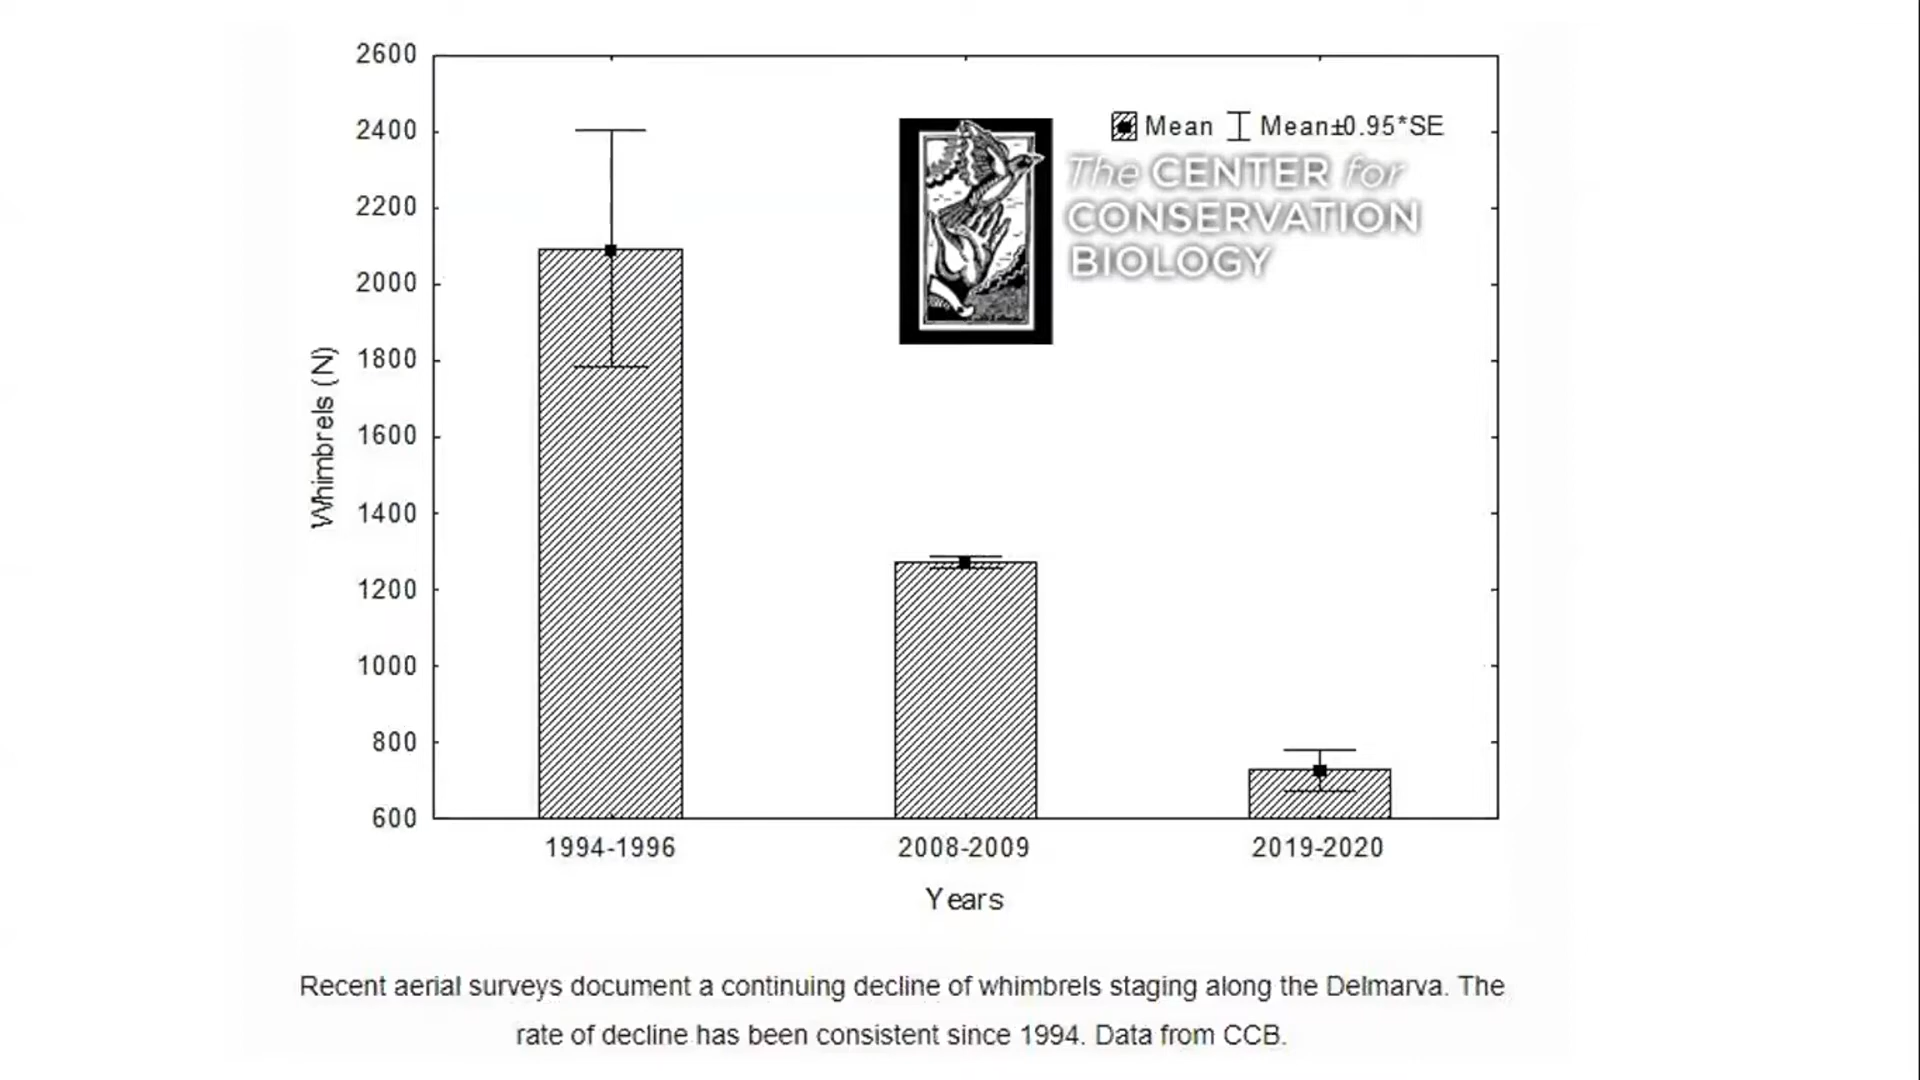 2600
2400
2200
2000
1800
1600
1400
1200
1000
800
600
Whimbrels (N)
Mean Mean±0.95*SE
The CENTER for
CONSERVATION
BIOLOGY
1994-1996 2008-2009 2019-2020
Years
Recent aerial surveys document a continuing decline of whimbrels staging along the Delmarva. The
rate of decline has been consistent since 1994. Data from CCB.